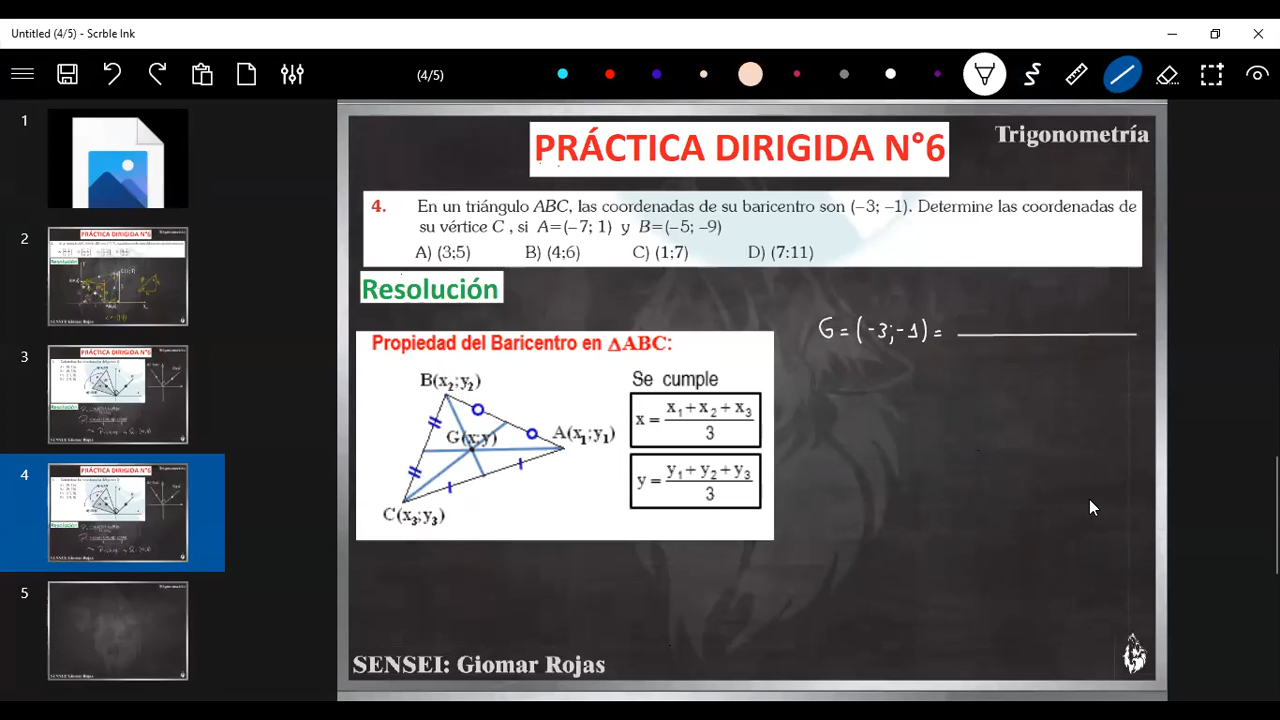 Untitled (4/5) - Scrble Ink
(4/5)
1
2
3
4
5
PRÁCTICA DIRIGIDA N°6
Trigonometría
4. En un triángulo ABC, las coordenadas de su baricentro son (–3; –1). Determine las coordenadas de
su vértice C , si A=(–7; 1) y B=(–5; –9)
A) (3;5) B) (4;6) C) (1;7) D) (7:11)
Resolución
G = (-3;-1) =
Propiedad del Baricentro en △ABC:
B(x₂;y₂)
G(x;y)
A(x₁;y₁)
C(x₃;y₃)
Se cumple
x = (x₁+x₂+x₃)/3
y = (y₁+y₂+y₃)/3
SENSEI: Giomar Rojas